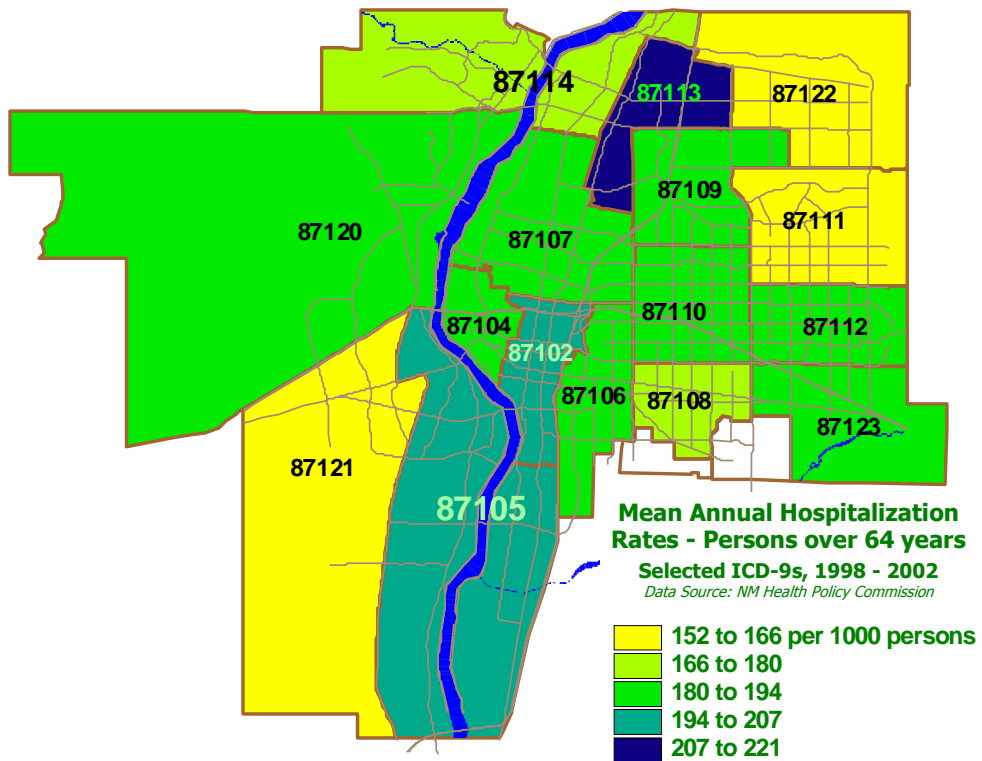 87114
87113
87122
87109
87111
87120
87107
87110
87112
87104
87102
87106
87108
87123
87121
87105
Mean Annual Hospitalization
Rates - Persons over 64 years
Selected ICD-9s, 1998 - 2002
Data Source: NM Health Policy Commission
152 to 166 per 1000 persons
166 to 180
180 to 194
194 to 207
207 to 221